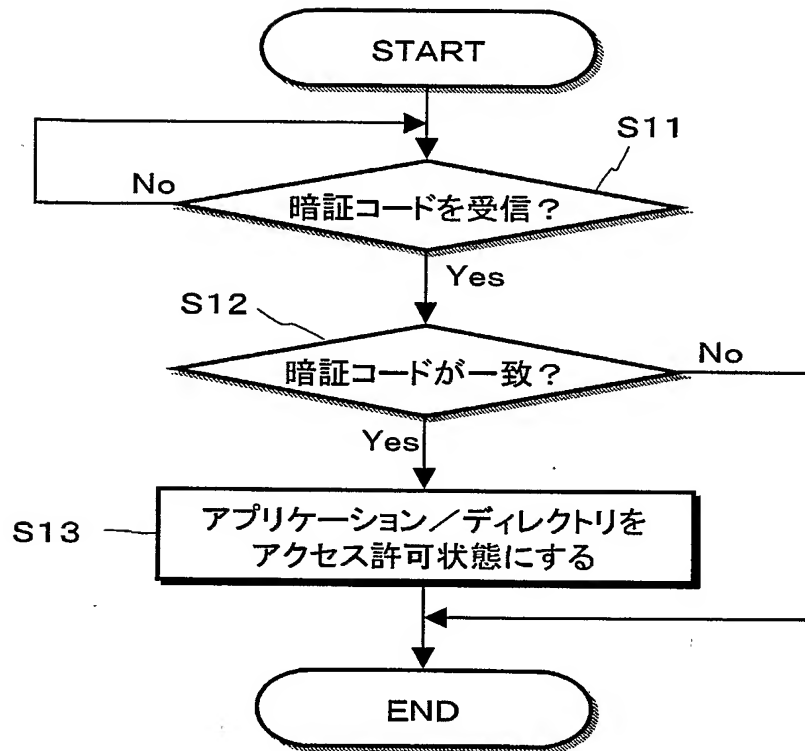 START
S11
No
暗証コードを受信？
Yes
S12
No
暗証コードが一致？
Yes
S13
アプリケーション／ディレクトリを
アクセス許可状態にする
END